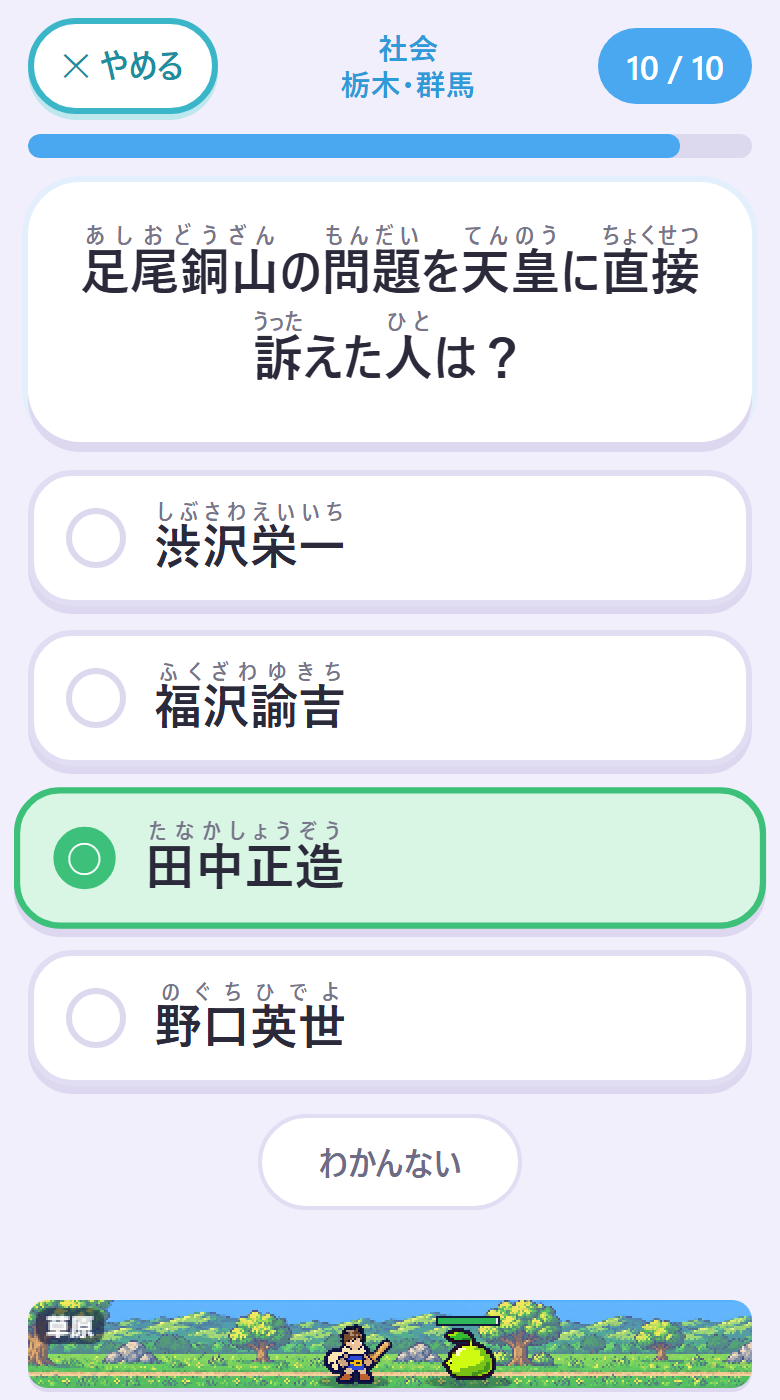 × やめる
社会
栃木・群馬
10 / 10
あしおどうざん もんだい てんのう ちょくせつ
足尾銅山の問題を天皇に直接
うった ひと
訴えた人は？
しぶさわえいいち
渋沢栄一
ふくざわゆきち
福沢諭吉
たなかしょうぞう
田中正造
のぐちひでよ
野口英世
わかんない
草原